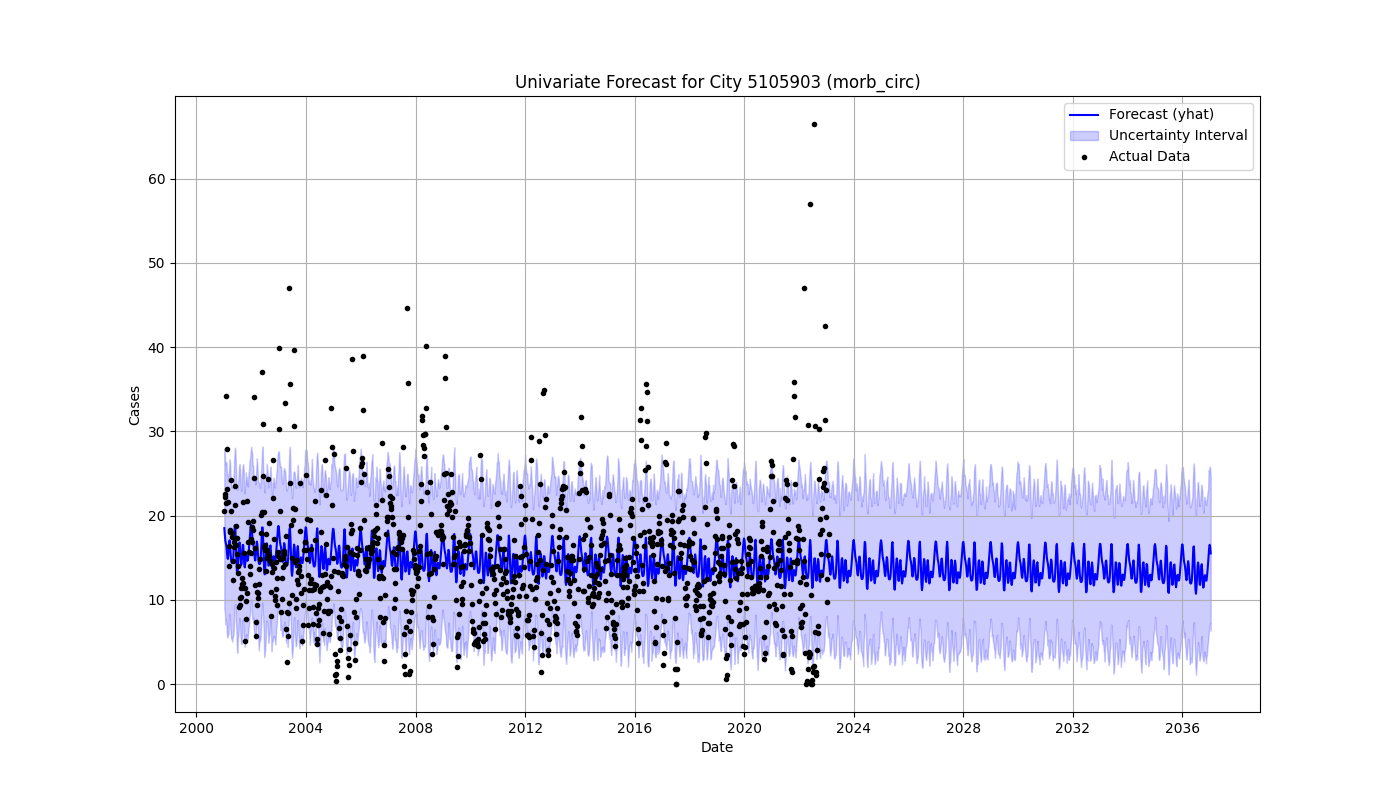 Univariate Forecast for City 5105903 (morb_circ)
Forecast (yhat)
Uncertainty Interval
Actual Data
Cases
60
50
40
30
20
10
0
2000 2004 2008 2012 2016 2020 2024 2028 2032 2036
Date